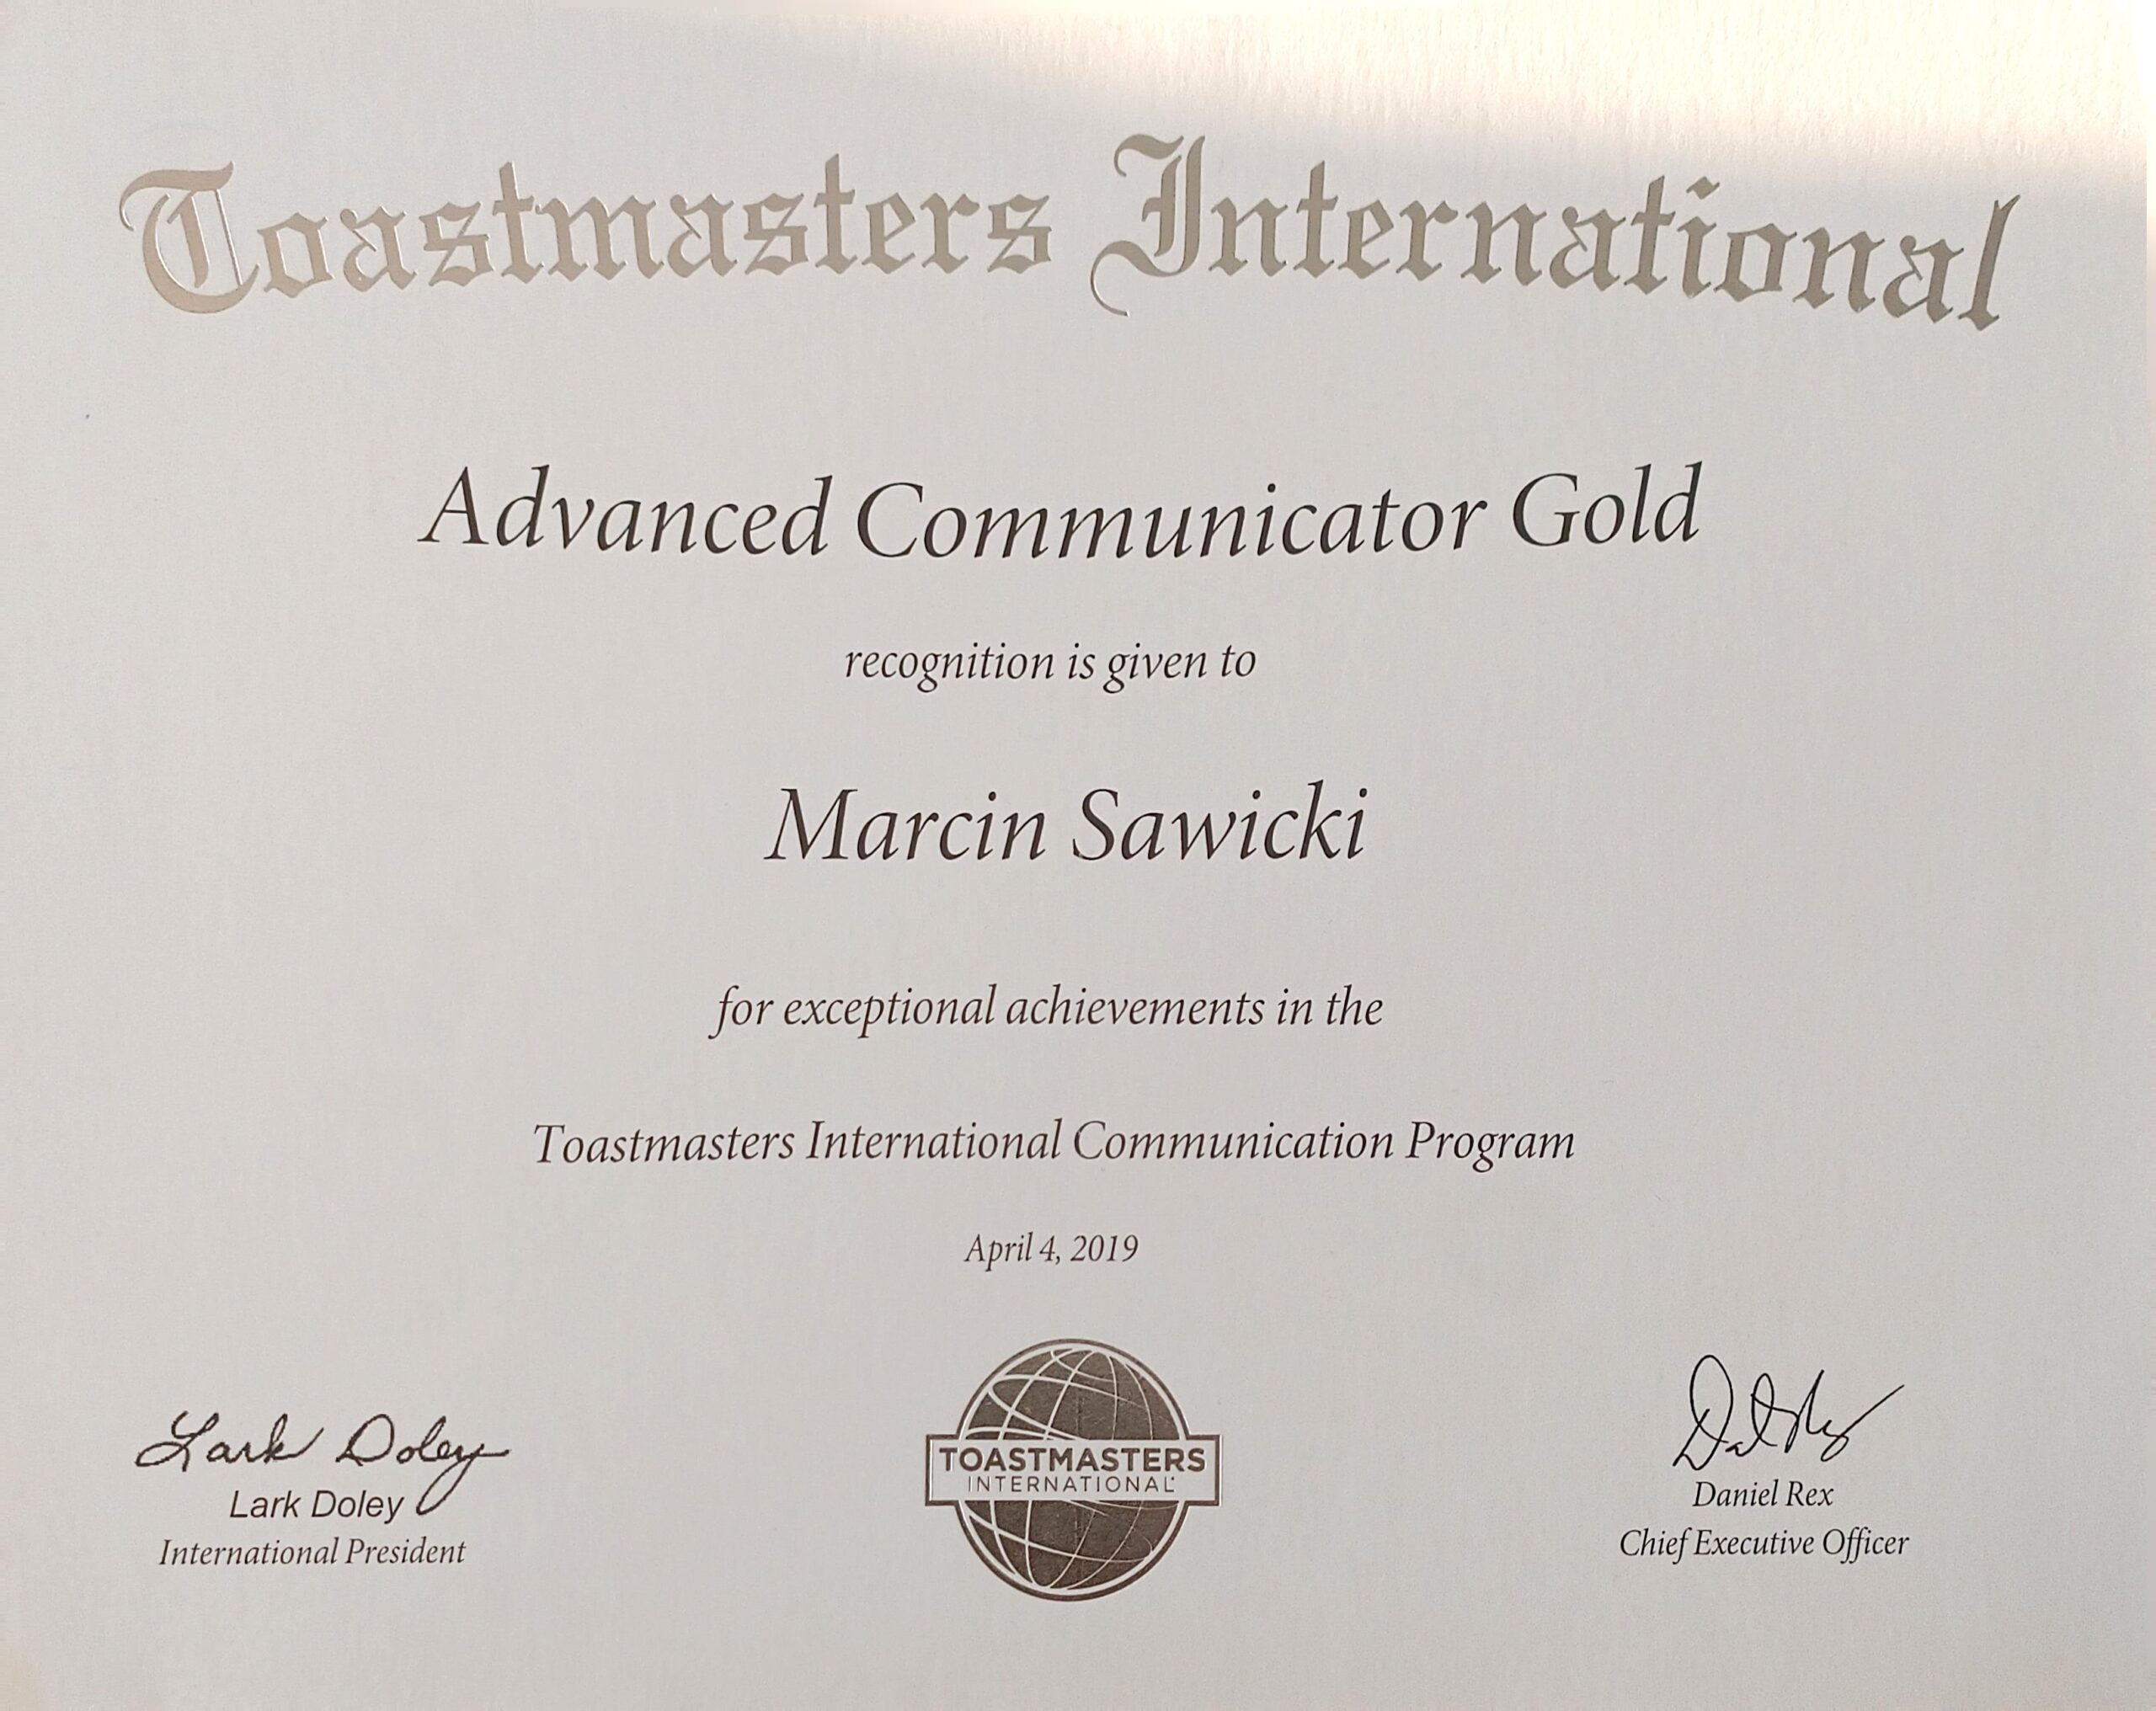 Toastmasters International
Advanced Communicator Gold
recognition is given to
Marcin Sawicki
for exceptional achievements in the
Toastmasters International Communication Program
April 4, 2019
Lark Doley
Lark Doley
International President
TOASTMASTERS
INTERNATIONAL
Daniel Rex
Chief Executive Officer